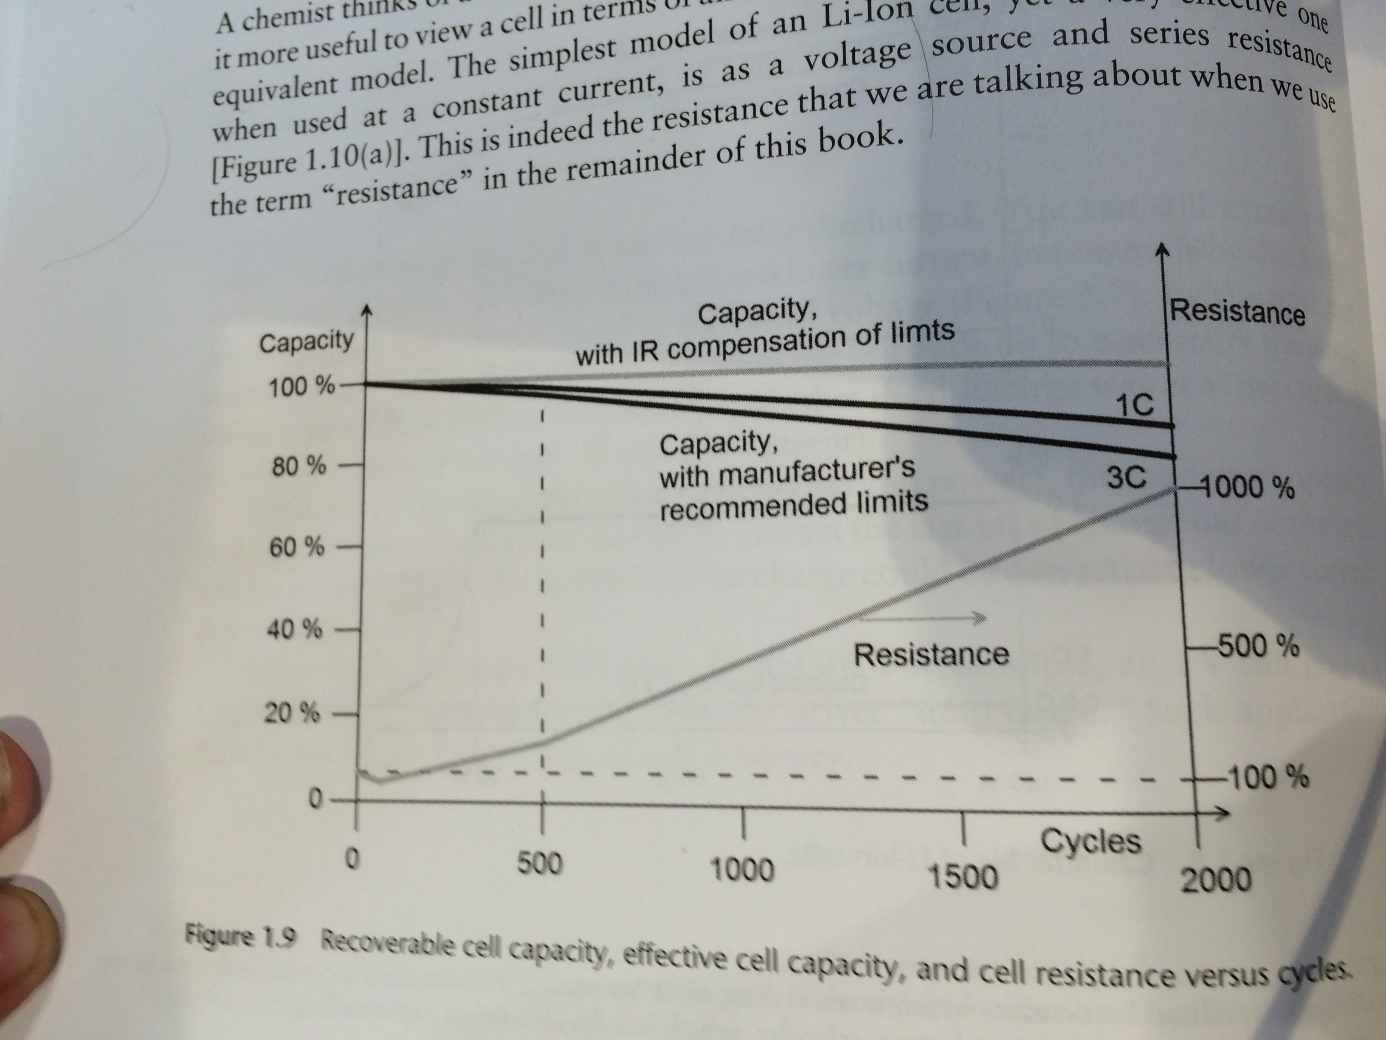 A chemist thinks
it more useful to view a cell in terms
equivalent model. The simplest model of an Li-Ion cell, yet a very effective one
when used at a constant current, is as a voltage source and series resistance
[Figure 1.10(a)]. This is indeed the resistance that we are talking about when we use
the term “resistance” in the remainder of this book.
Capacity,
with IR compensation of limts
Resistance
Capacity
100 %
1C
80 %
Capacity,
with manufacturer's
recommended limits
3C
1000 %
60 %
40 %
Resistance
500 %
20 %
100 %
0
Cycles
0
500
1000
1500
2000
Figure 1.9 Recoverable cell capacity, effective cell capacity, and cell resistance versus cycles.